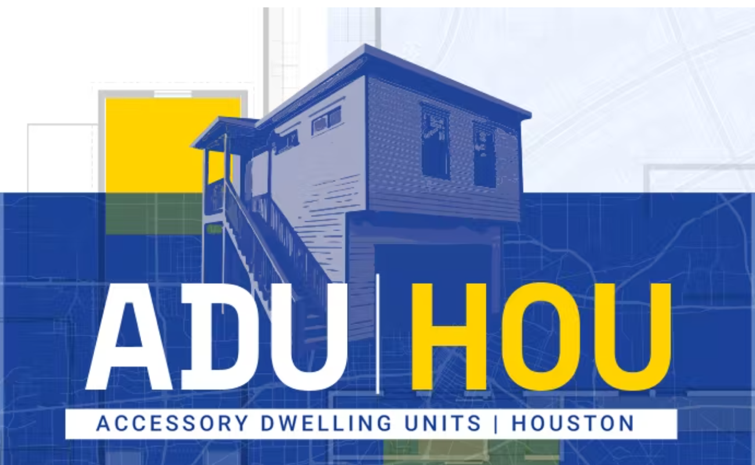 ADU | HOU
ACCESSORY DWELLING UNITS | HOUSTON